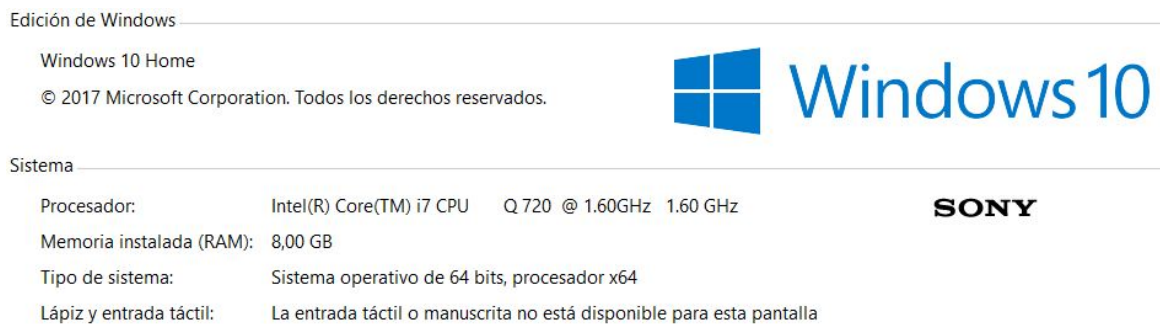 Edición de Windows
Windows 10 Home
© 2017 Microsoft Corporation. Todos los derechos reservados.
Windows 10
Sistema
Procesador: Intel(R) Core(TM) i7 CPU Q 720 @ 1.60GHz 1.60 GHz
SONY
Memoria instalada (RAM): 8,00 GB
Tipo de sistema: Sistema operativo de 64 bits, procesador x64
Lápiz y entrada táctil: La entrada táctil o manuscrita no está disponible para esta pantalla